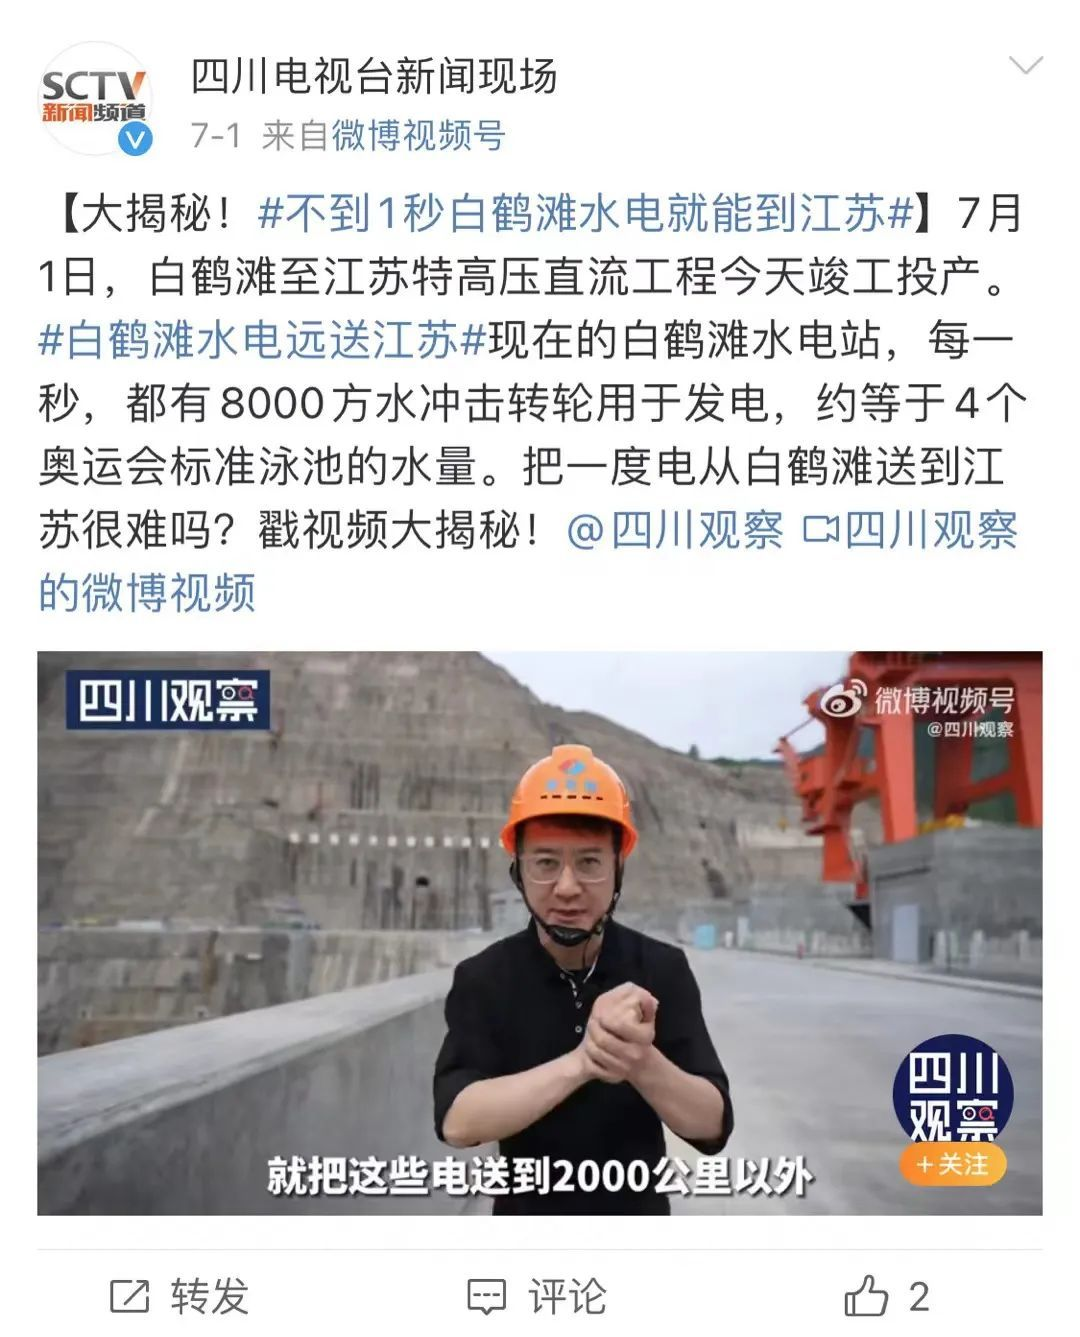 SCTV
新闻频道
四川电视台新闻现场
7-1 来自微博视频号
【大揭秘！#不到1秒白鹤滩水电就能到江苏#】7月
1日，白鹤滩至江苏特高压直流工程今天竣工投产。
#白鹤滩水电远送江苏#现在的白鹤滩水电站，每一
秒，都有8000方水冲击转轮用于发电，约等于4个
奥运会标准泳池的水量。把一度电从白鹤滩送到江
苏很难吗？戳视频大揭秘！@四川观察 四川观察
的微博视频
四川观察
微博视频号
@四川观察
四川
观察
+关注
就把这些电送到2000公里以外
转发
评论
2